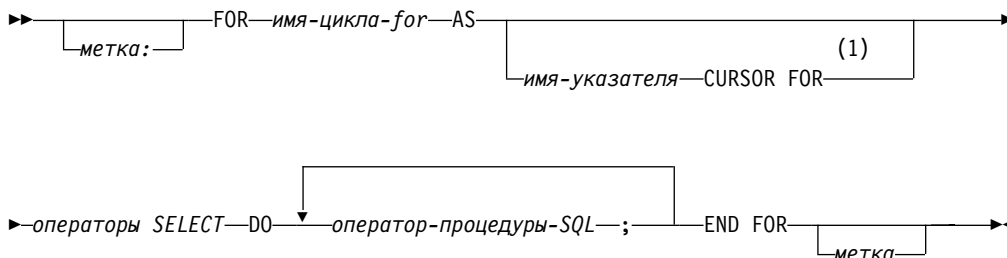 FOR имя-цикла-for AS
метка:
(1)
имя-указателя CURSOR FOR
операторы SELECT DO оператор-процедуры-SQL ; END FOR
метка